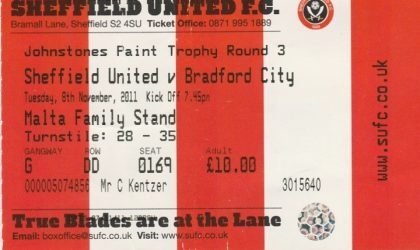 SHEFFIELD UNITED F.C.
Bramall Lane, Sheffield S2 4SU Ticket Office: 0871 995 1889
Johnstones Paint Trophy Round 3
Sheffield United v Bradford City
Tuesday, 8th November, 2011 Kick Off 7.45pm
Malta Family Stand
Turnstile: 28 - 35
GANGWAY ROW SEAT Adult
G DD 0169 £10.00
000005074856 Mr C Kentzer 3015640
True Blades are at the Lane
Email: boxoffice@sufc.co.uk Visit: www.sufc.co.uk
www.sufc.co.uk